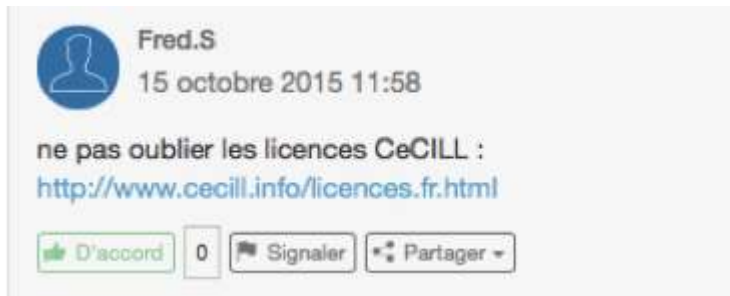 Fred.S
15 octobre 2015 11:58
ne pas oublier les licences CeCILL :
http://www.cecill.info/licences.fr.html
D'accord 0 Signaler Partager